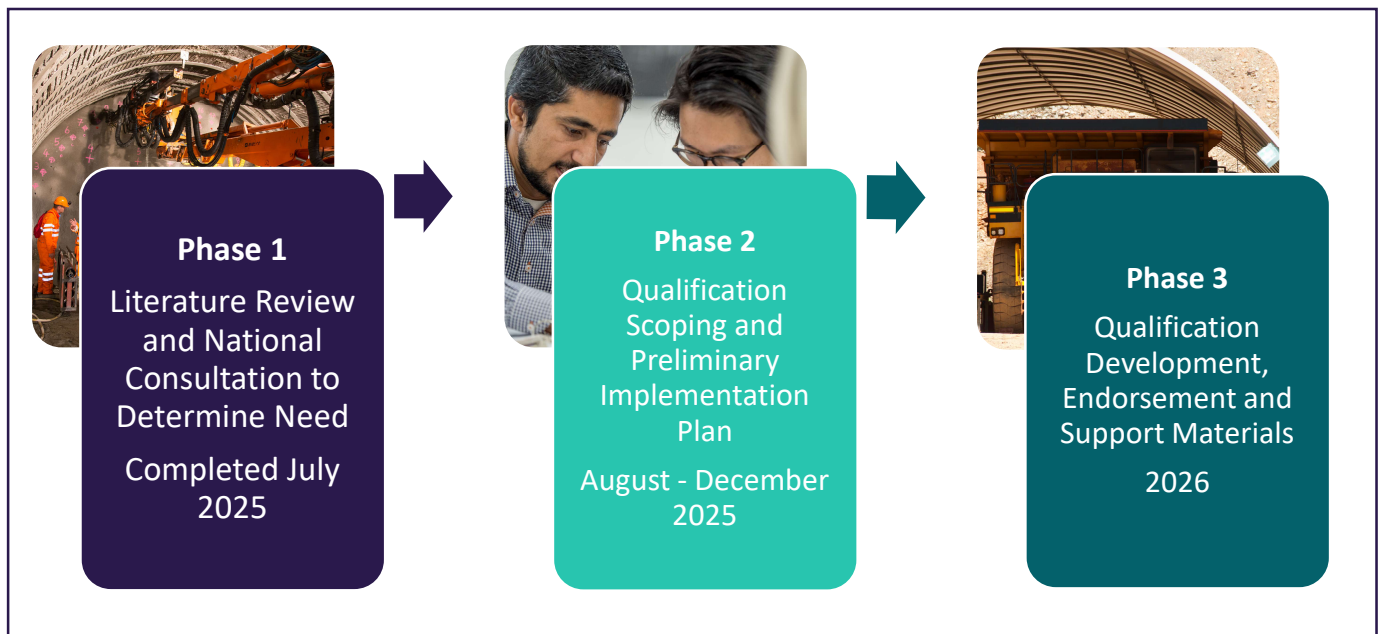 Phase 1
Literature Review
and National
Consultation to
Determine Need
Completed July
2025
Phase 2
Qualification
Scoping and
Preliminary
Implementation
Plan
August - December
2025
Phase 3
Qualification
Development,
Endorsement and
Support Materials
2026